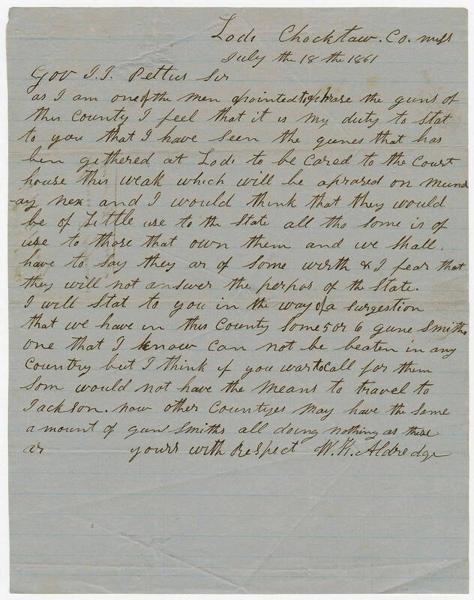 Lodi Chocktaw. Co. miss
July the 18 th 1861
Gov J. J. Pettus Sir
as I am one of the men apointed to aprase the guns of
this County I feel that it is my duty to Stat
to you that I have Seen the gunes that has
bin gethered at Lodi to be Cared to the Court
house this weak which will be aprased on mund
-ay nex and I would think that they would
be of Little use to the State all tho Some is of
use to those that own them and we Shall
have to Say they ar of Some wirth & I fear that
they will not answer the perpos of the State.
I will Stat to you in the way of a Surgestion
that we have in this County Some 5 or 6 gune Smiths
one that I know Can not be beaten in any
Country but I think if you war to Call for them
Som would not have the means to travel to
Jackson. now other Countyes may have the Same
amount of gun Smiths all doing nothing as these
ar yours with Respect W. H. Aldredge